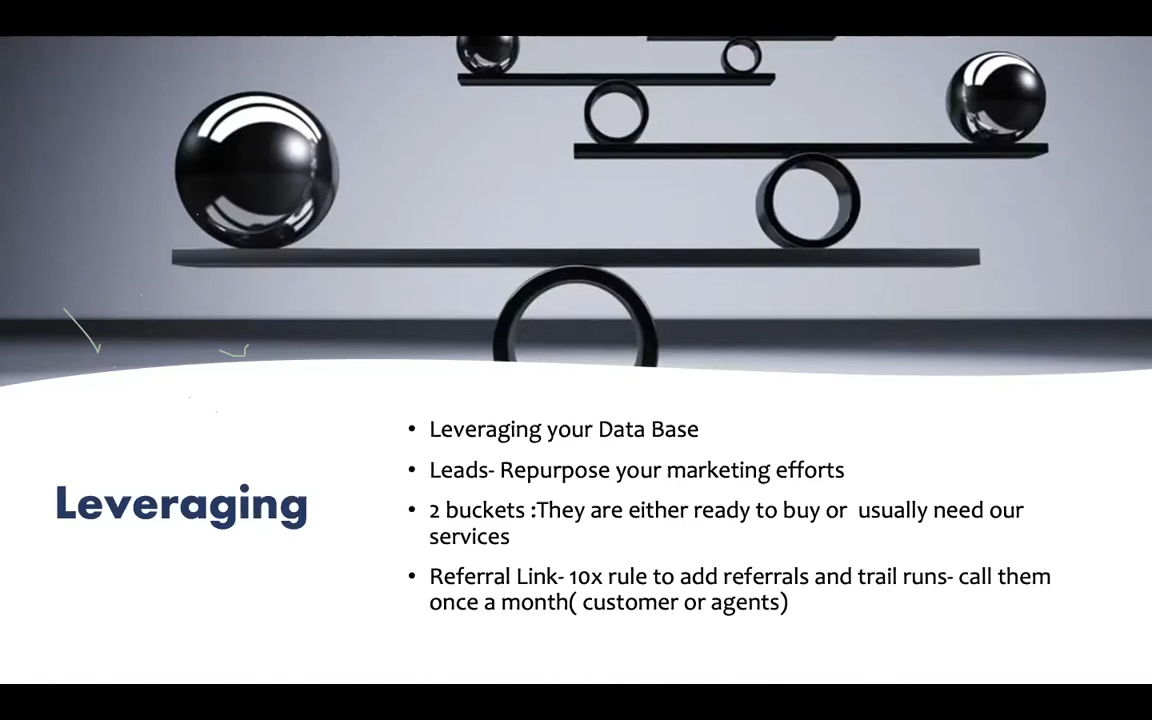 Leveraging
• Leveraging your Data Base
• Leads- Repurpose your marketing efforts
• 2 buckets :They are either ready to buy or  usually need our
services
• Referral Link- 10x rule to add referrals and trail runs- call them
once a month( customer or agents)